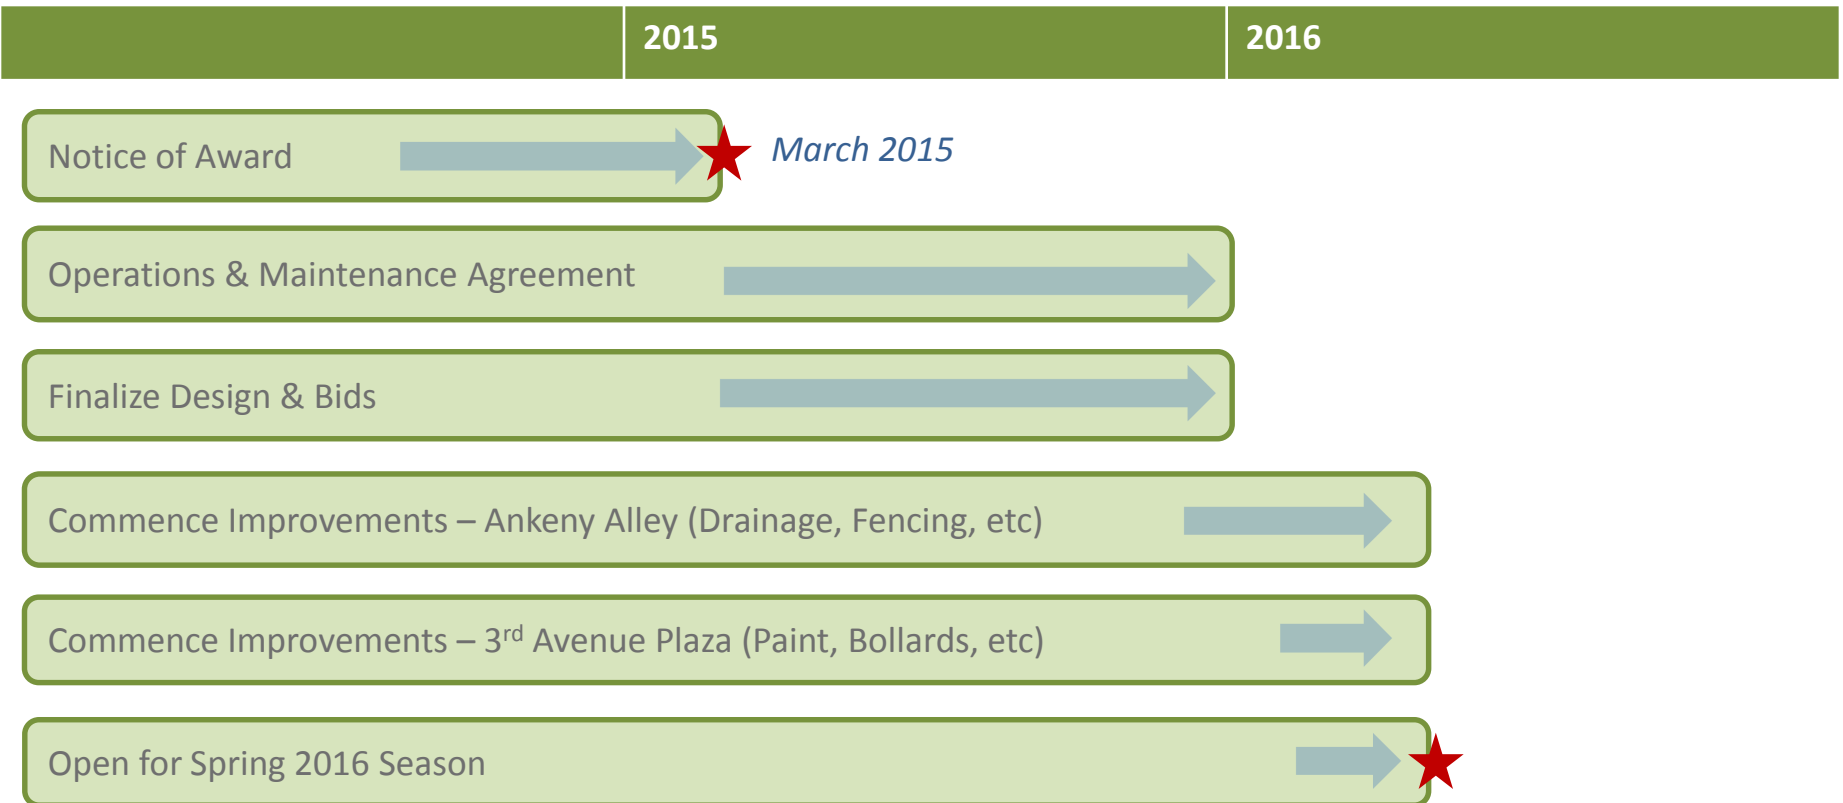 2015 2016
Notice of Award
March 2015
Operations & Maintenance Agreement
Finalize Design & Bids
Commence Improvements – Ankeny Alley (Drainage, Fencing, etc)
Commence Improvements – 3rd Avenue Plaza (Paint, Bollards, etc)
Open for Spring 2016 Season